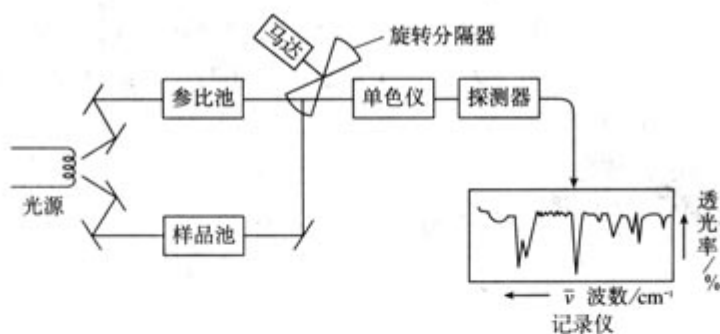 马达
旋转分隔器
参比池
单色仪
探测器
光源
样品池
透光率/%
ν̄ 波数/cm⁻¹
记录仪